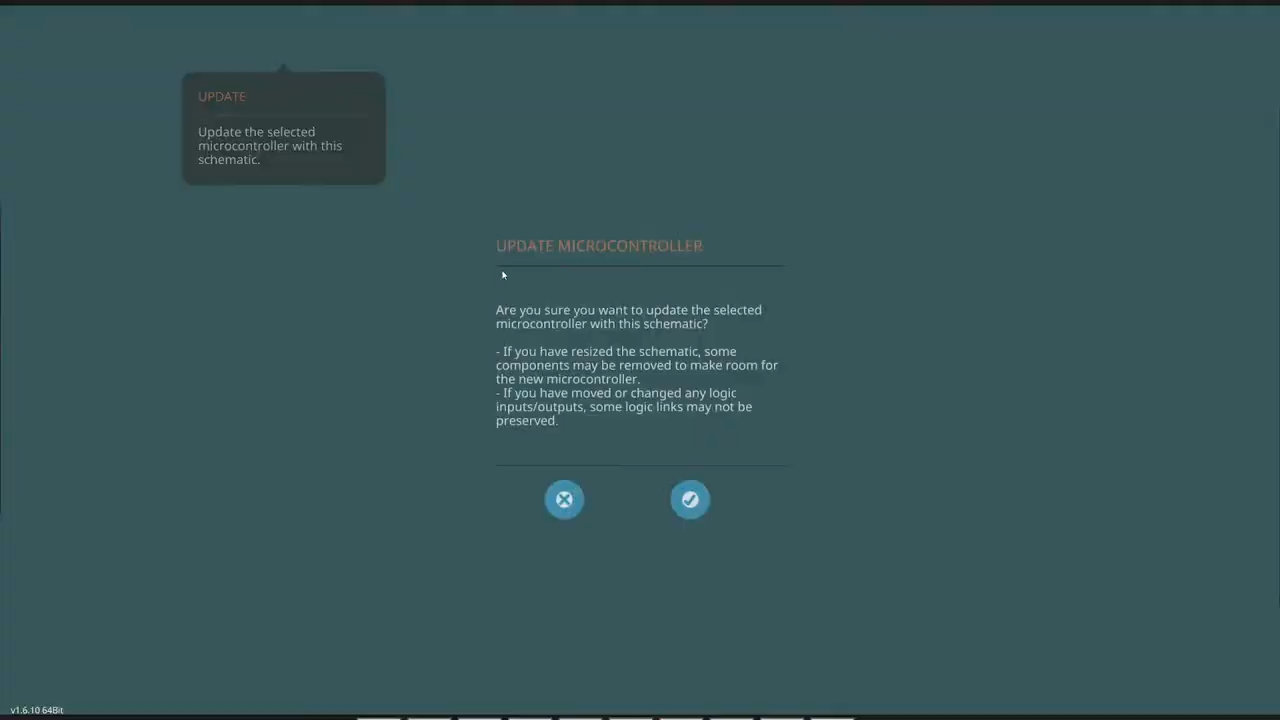 UPDATE
Update the selected
microcontroller with this
schematic.
UPDATE MICROCONTROLLER
Are you sure you want to update the selected
microcontroller with this schematic?
- If you have resized the schematic, some
components may be removed to make room for
the new microcontroller.
- If you have moved or changed any logic
inputs/outputs, some logic links may not be
preserved.
v1.6.10 64Bit